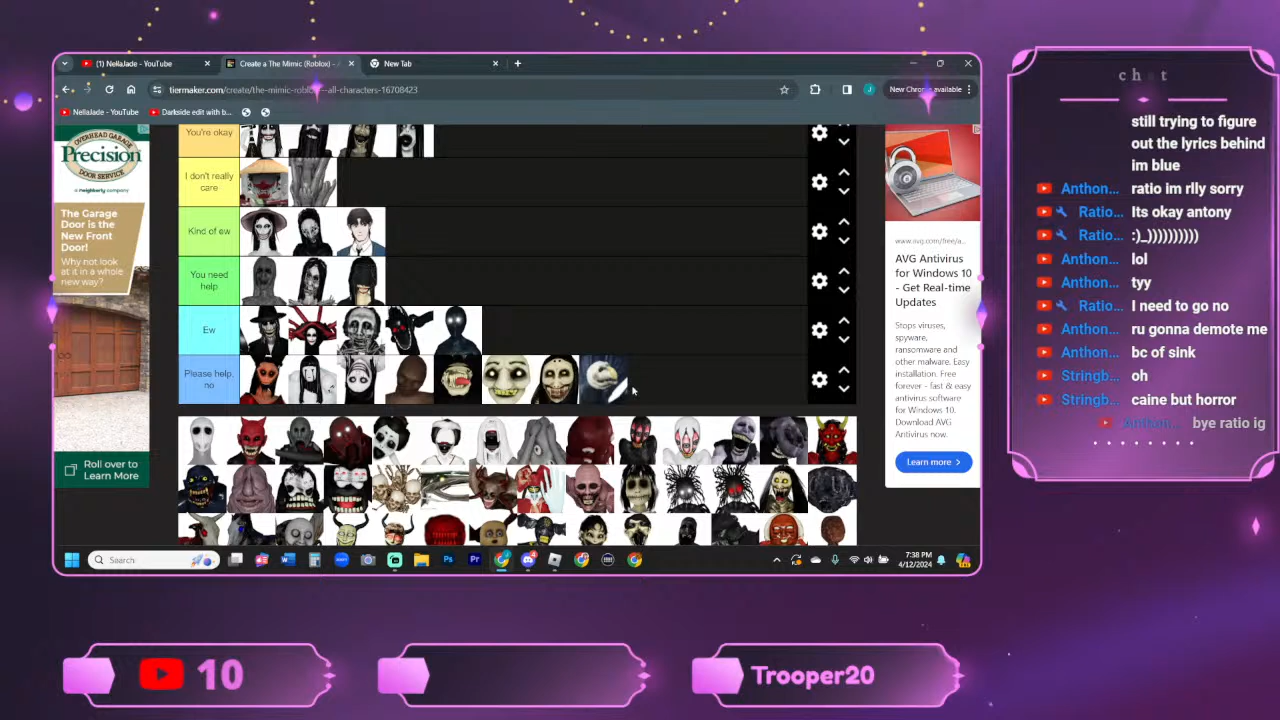 (1) NellaJade - YouTube
Create a The Mimic (Roblox) - A
New Tab
tiermaker.com/create/the-mimic-roblox--all-characters-16708423
New Chrome available
NellaJade - YouTube
Darkside edit with b...
OVERHEAD GARAGE
Precision
DOOR SERVICE
a neighborly company
The Garage
Door is the
New Front
Door!
Why not look
at it in a whole
new way?
Roll over to
Learn More
You're okay
I don't really
care
Kind of ew
You need
help
Ew
Please help,
no
www.avg.com/free/a...
AVG Antivirus
for Windows 10
- Get Real-time
Updates
Stops viruses,
spyware,
ransomware and
other malware. Easy
installation. Free
forever - fast & easy
antivirus software
for Windows 10.
Download AVG
Antivirus now.
Learn more
Search
7:38 PM
4/12/2024
chat
still trying to figure
out the lyrics behind
im blue
Anthon... ratio im rlly sorry
Ratio... Its okay antony
Ratio... :)_))))))))))
Anthon... lol
Anthon... tyy
Ratio... I need to go no
Anthon... ru gonna demote me
Anthon... bc of sink
Stringb... oh
Stringb... caine but horror
Anthon... bye ratio ig
10
Trooper20